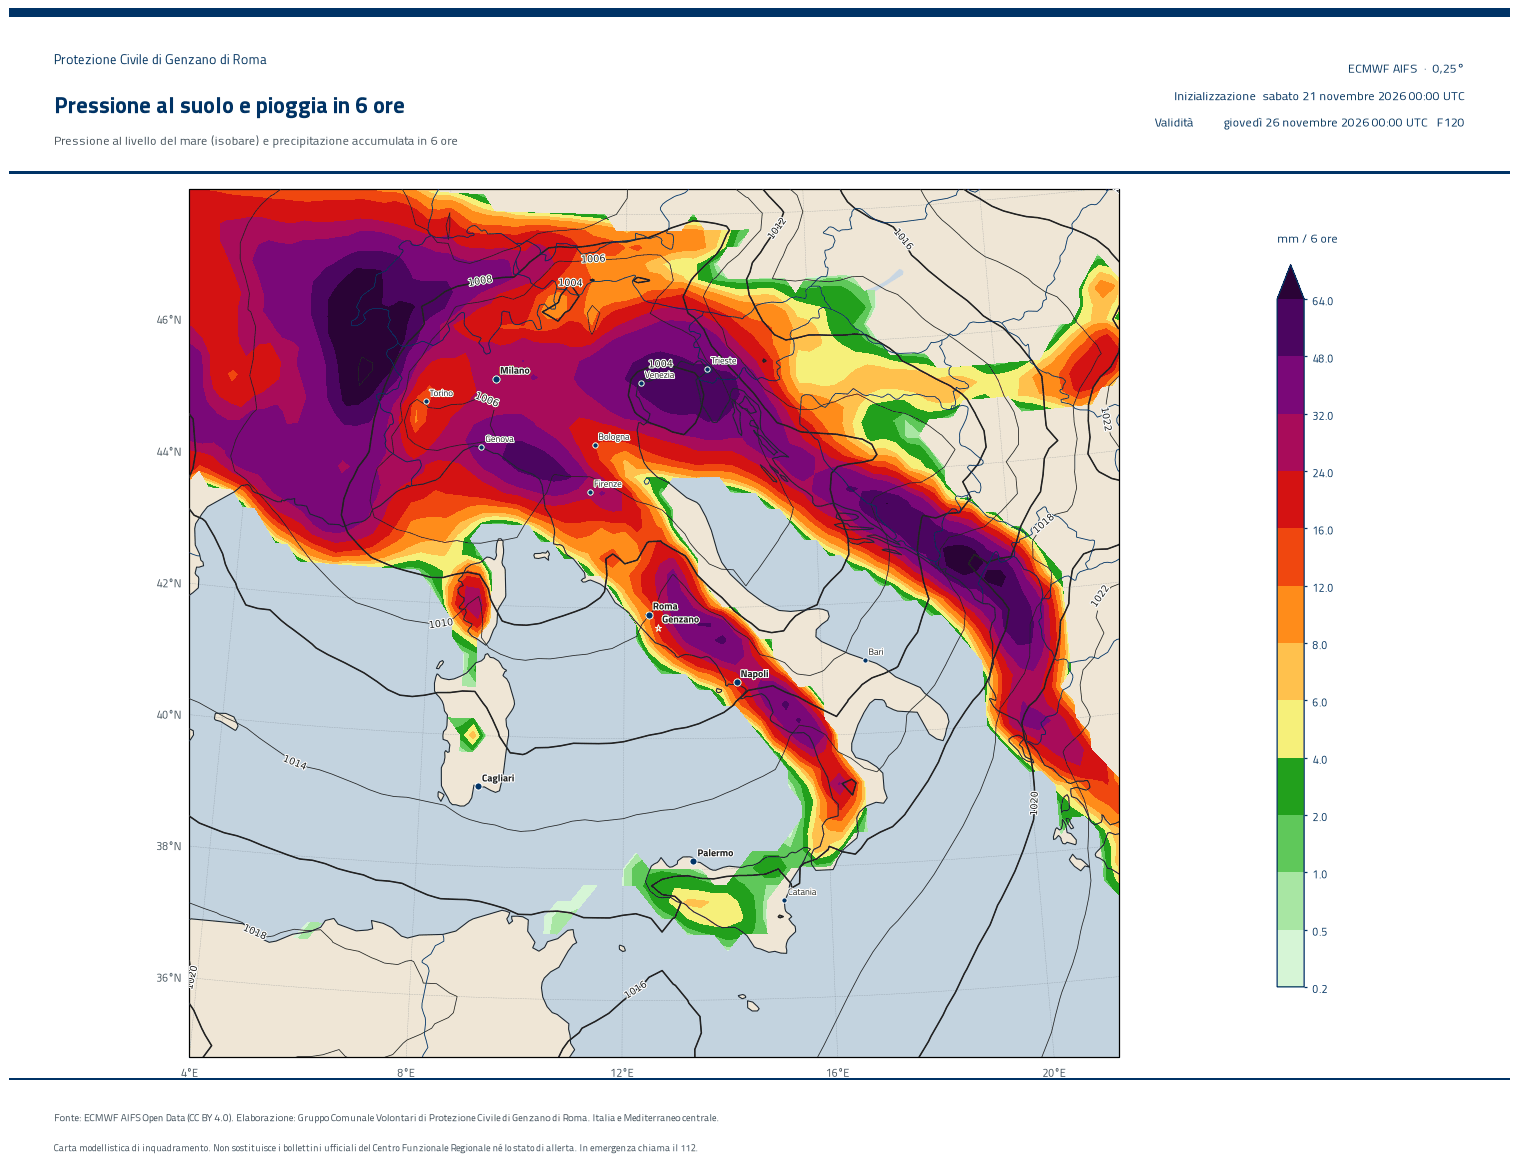 Protezione Civile di Genzano di Roma
Pressione al suolo e pioggia in 6 ore
Pressione al livello del mare (isobare) e precipitazione accumulata in 6 ore
ECMWF AIFS · 0,25°
Inizializzazione sabato 21 novembre 2026 00:00 UTC
Validità giovedì 26 novembre 2026 00:00 UTC F120
mm / 6 ore
64.0
48.0
32.0
24.0
16.0
12.0
8.0
6.0
4.0
2.0
1.0
0.5
0.2
46°N
44°N
42°N
40°N
38°N
36°N
4°E
8°E
12°E
16°E
20°E
1012
1016
1006
1008
1004
1004
Trieste
Venezia
Milano
Torino
1006
1022
Genova
Bologna
Firenze
1018
1022
Roma
Genzano
1010
Bari
Napoli
1014
Cagliari
1020
Palermo
Catania
1018
1020
1016
Fonte: ECMWF AIFS Open Data (CC BY 4.0). Elaborazione: Gruppo Comunale Volontari di Protezione Civile di Genzano di Roma. Italia e Mediterraneo centrale.
Carta modellistica di inquadramento. Non sostituisce i bollettini ufficiali del Centro Funzionale Regionale né lo stato di allerta. In emergenza chiama il 112.